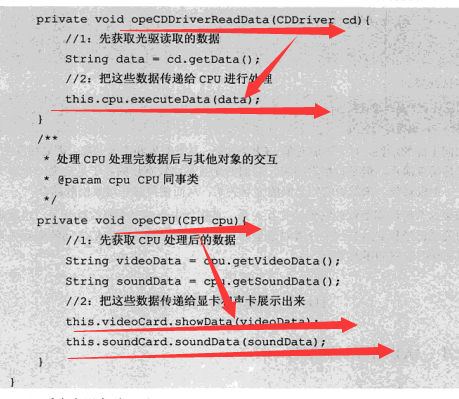 private void opeCDDriverReadData(CDDriver cd){
//1：先获取光驱读取的数据
String data = cd.getData();
//2：把这些数据传递给 CPU 进行处理
this.cpu.executeData(data);
}
/**
* 处理 CPU 处理完数据后与其他对象的交互
* @param cpu CPU 同事类
*/
private void opeCPU(CPU cpu){
//1：先获取 CPU 处理后的数据
String videoData = cpu.getVideoData();
String soundData = cpu.getSoundData();
//2：把这些数据传递给显卡和声卡展示出来
this.videoCard.showData(videoData);
this.soundCard.soundData(soundData);
}
}